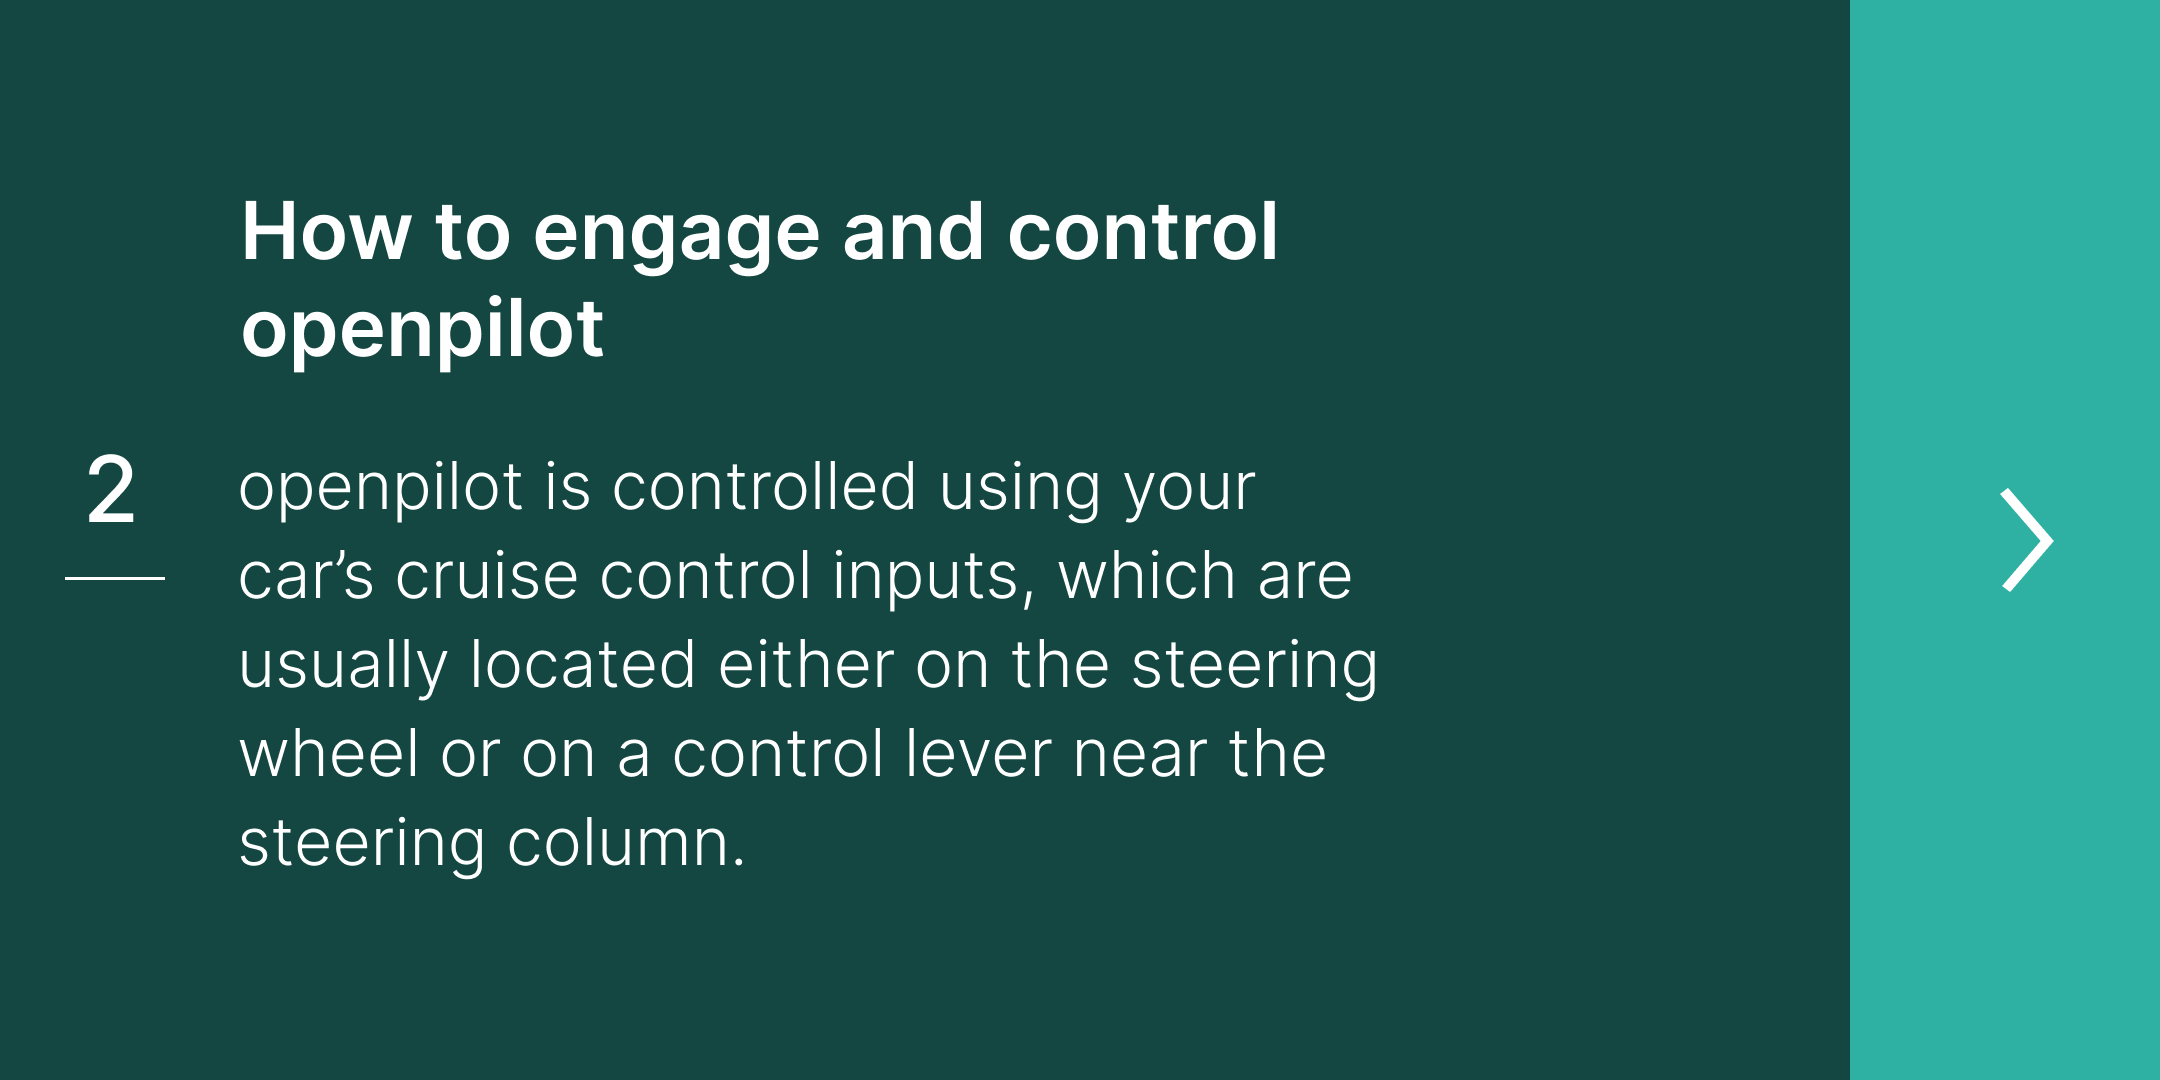 How to engage and control
openpilot
2
openpilot is controlled using your
car’s cruise control inputs, which are
usually located either on the steering
wheel or on a control lever near the
steering column.